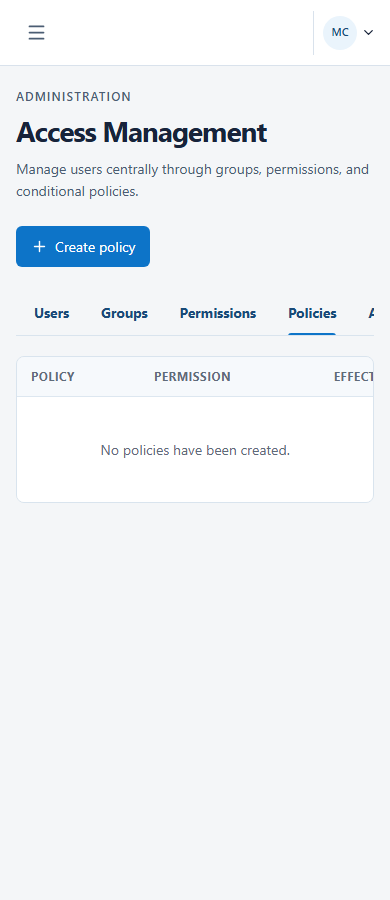 MC
ADMINISTRATION
Access Management
Manage users centrally through groups, permissions, and
conditional policies.
Create policy
Users Groups Permissions Policies
POLICY PERMISSION EFFECT
No policies have been created.